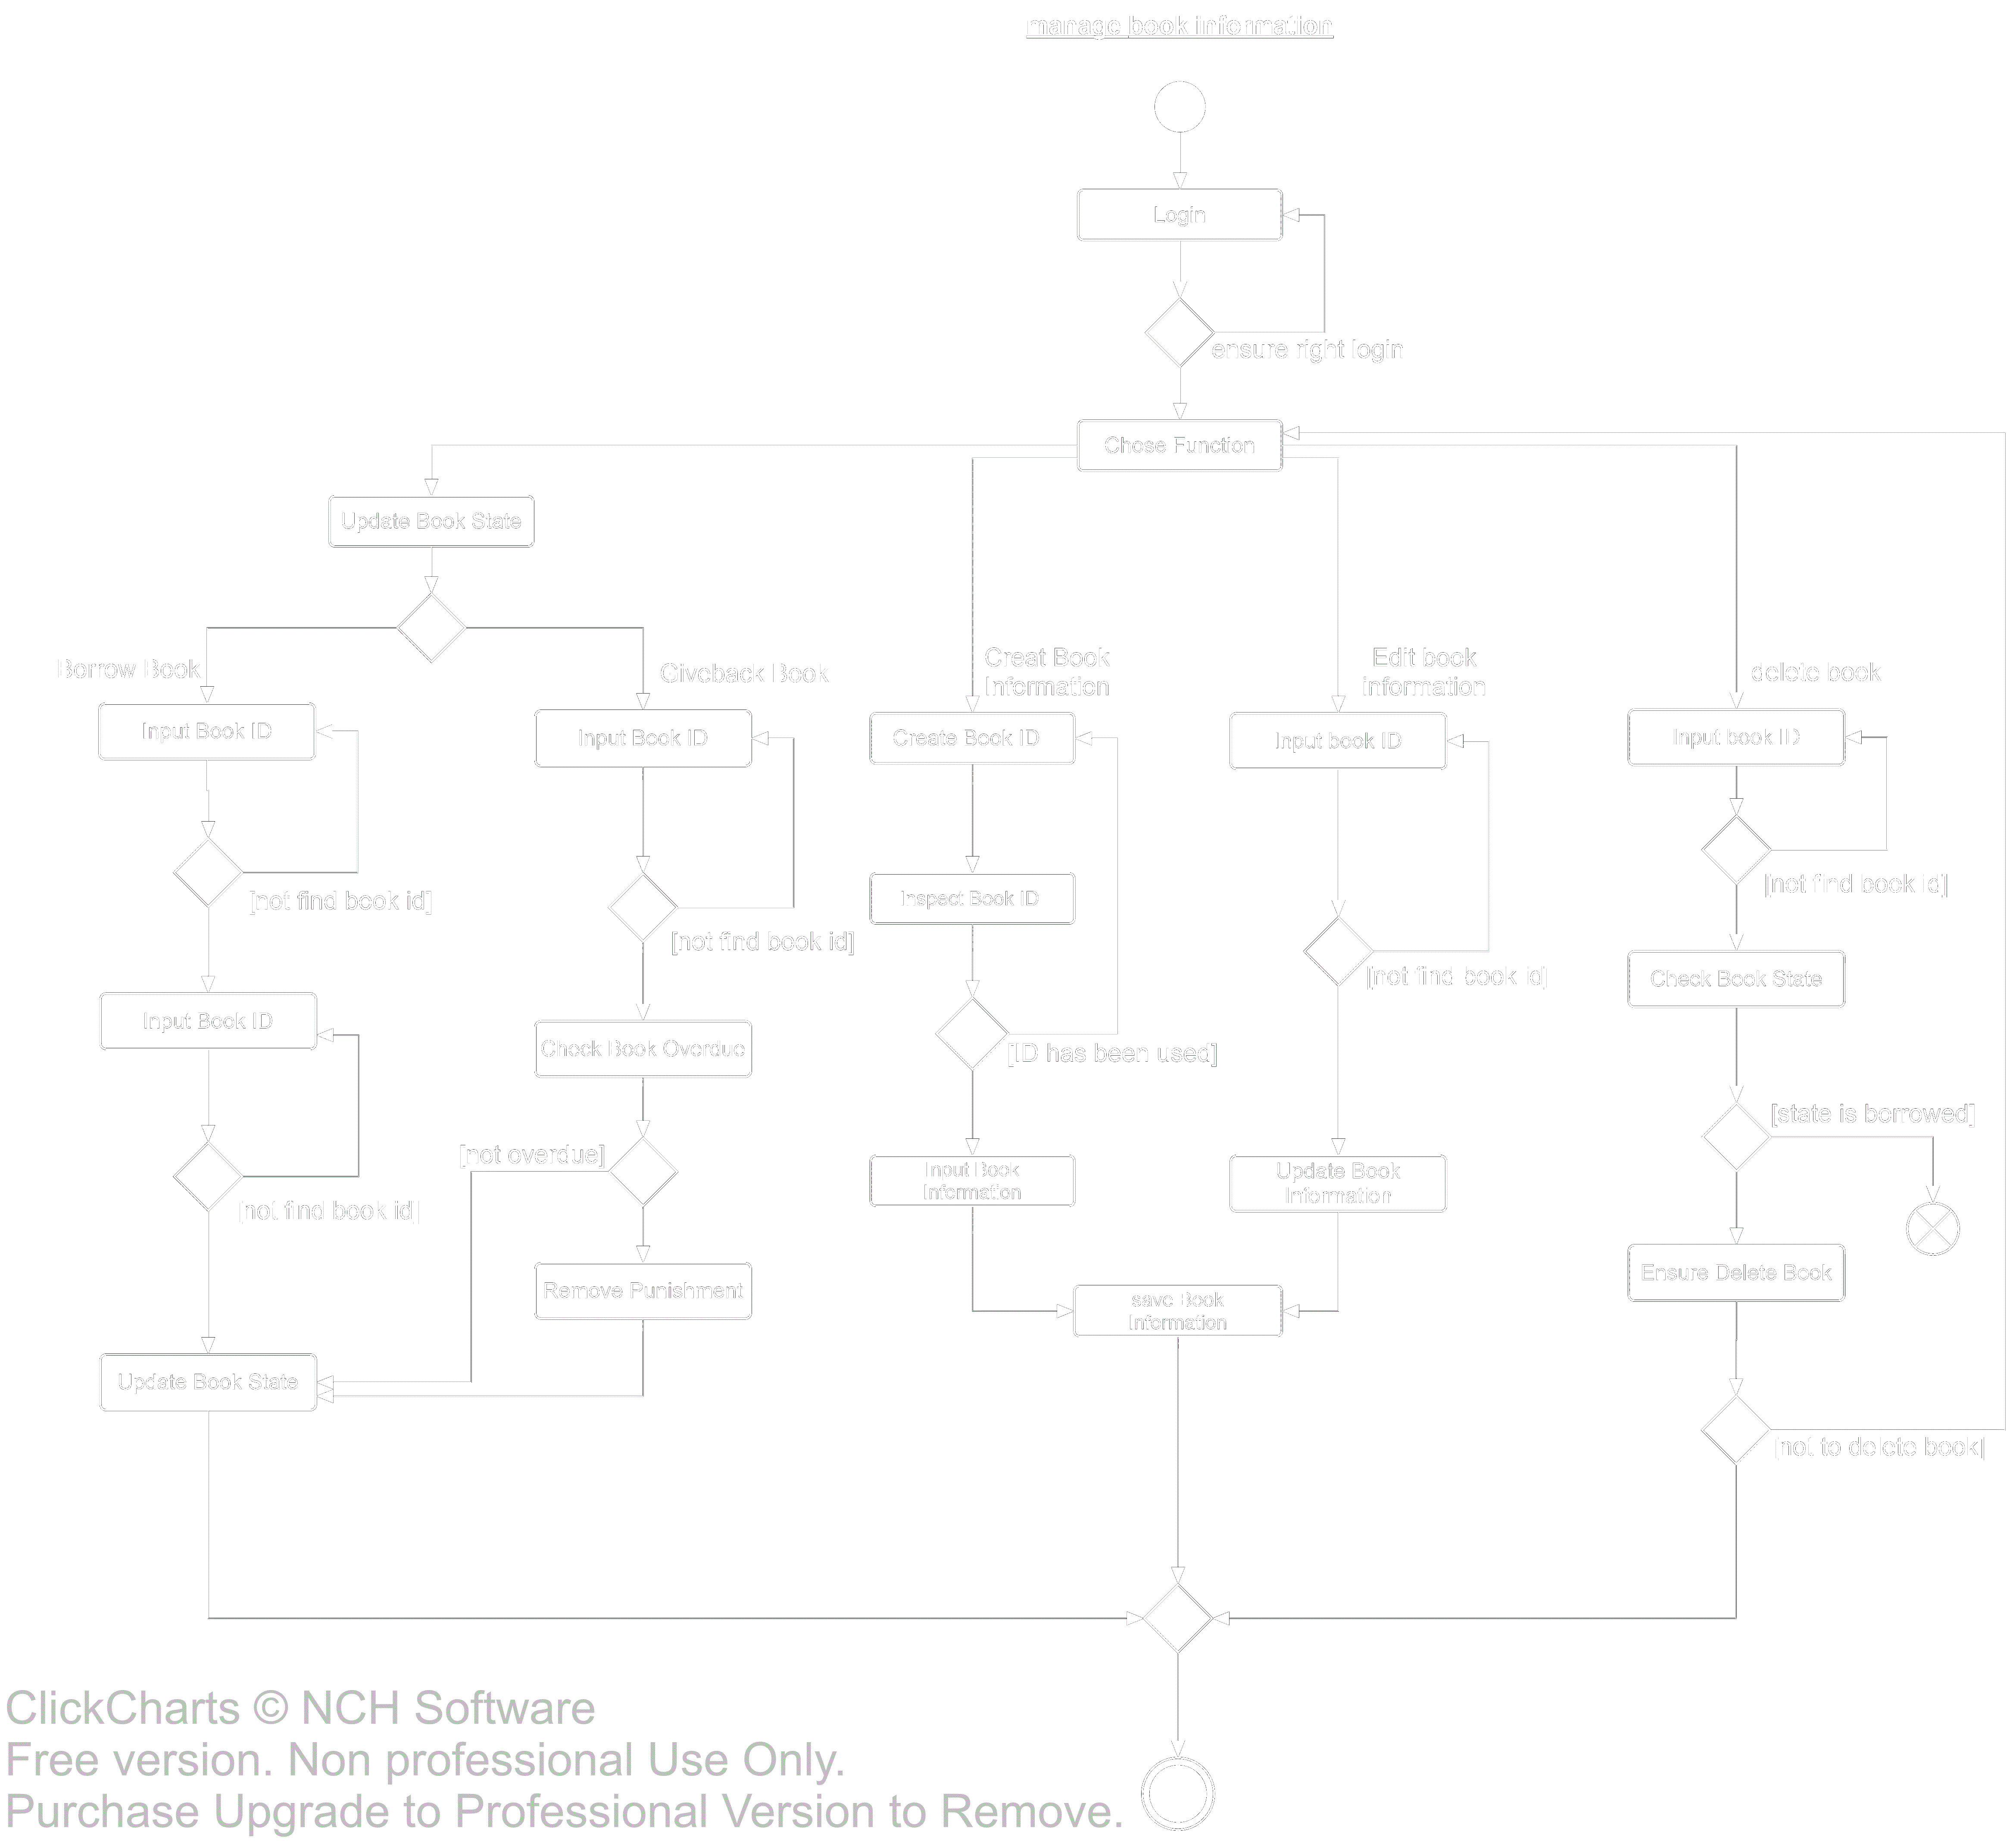 manage book information
Login
ensure right login
Chose Function
Update Book State
Borrow Book
Giveback Book
Creat Book
Information
Edit book
information
delete book
Input Book ID
Input Book ID
Create Book ID
Input book ID
Input book ID
[not find book id]
[not find book id]
Inspect Book ID
[not find book id]
[not find book id]
Check Book State
Input Book ID
Check Book Overdue
[ID has been used]
[state is borrowed]
[not overdue]
Input Book
Information
Update Book
Information
[not find book id]
Remove Punishment
save Book
Information
Ensure Delete Book
Update Book State
[not to delete book]
ClickCharts © NCH Software
Free version. Non professional Use Only.
Purchase Upgrade to Professional Version to Remove.